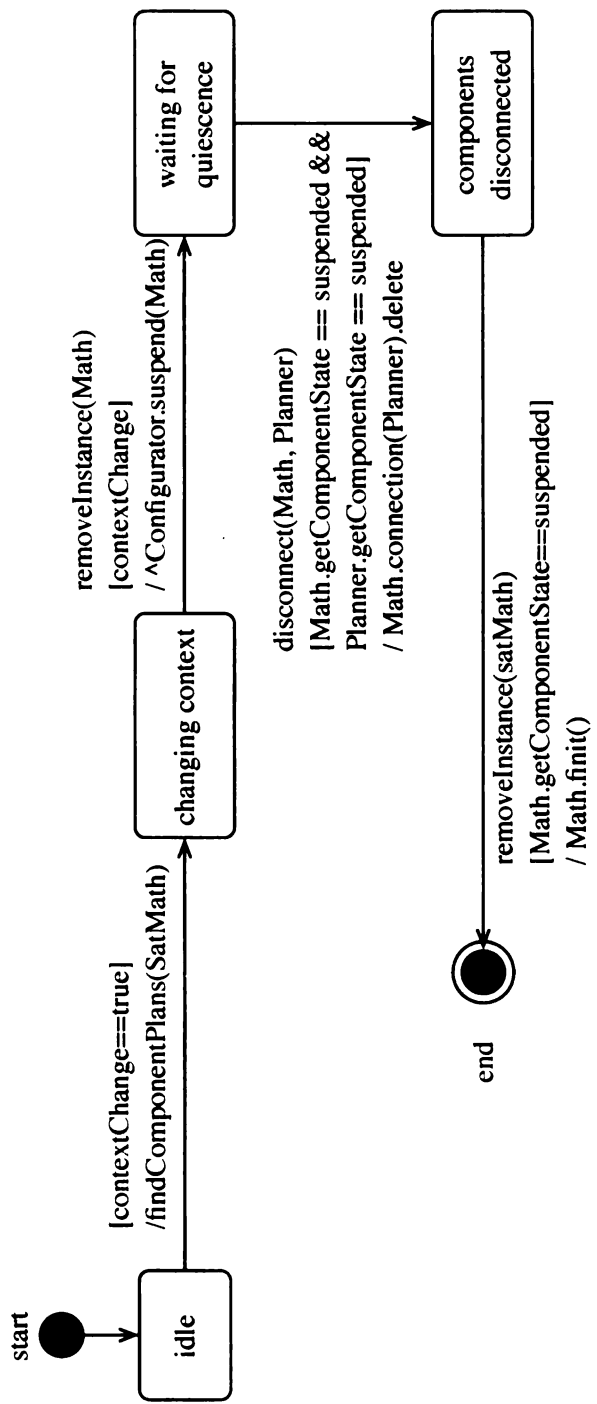 start
idle
[contextChange==true]
/findComponentPlans(SatMath)
changing context
removeInstance(Math)
[contextChange]
/ ^Configurator.suspend(Math)
waiting for
quiescence
disconnect(Math, Planner)
[Math.getComponentState == suspended &&
Planner.getComponentState == suspended]
/ Math.connection(Planner).delete
components
disconnected
removeInstance(satMath)
[Math.getComponentState==suspended]
/ Math.finit()
end